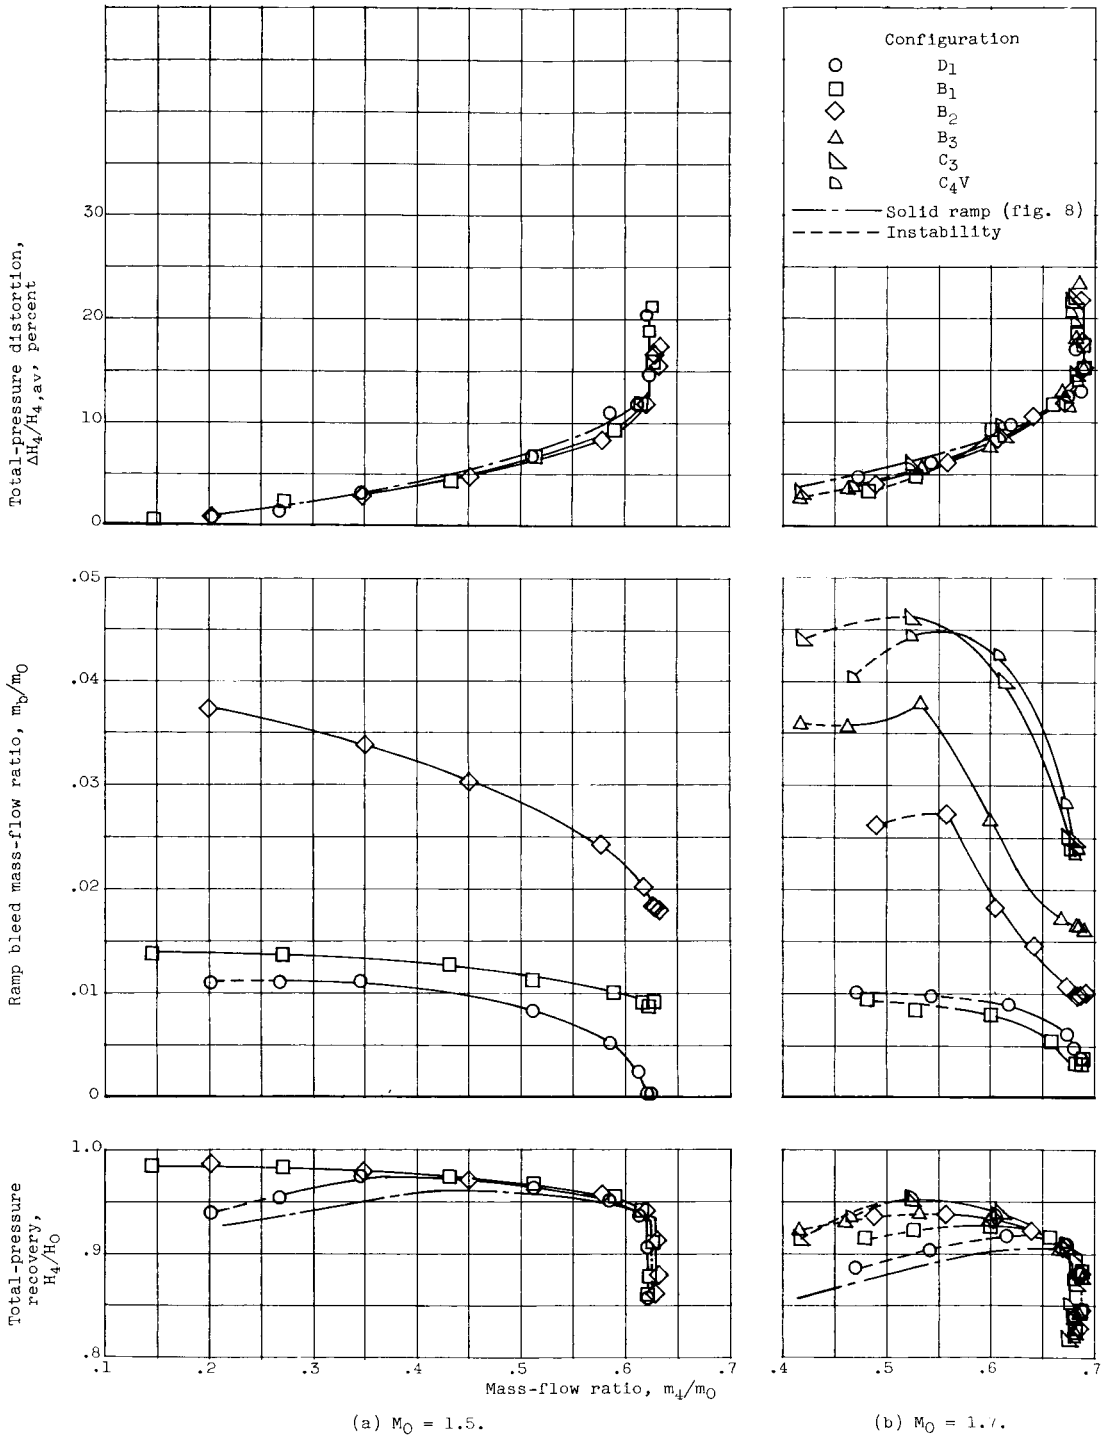 Configuration
D1
B1
B2
B3
C3
C4V
Solid ramp (fig. 8)
Instability
Total-pressure distortion,
ΔH4/H4,av, percent
30
20
10
0
Ramp bleed mass-flow ratio, mb/m0
.05
.04
.03
.02
.01
0
Total-pressure
recovery,
H4/H0
1.0
.9
.8
.1 .2 .3 .4 .5 .6 .7
.4 .5 .6 .7
Mass-flow ratio, m4/m0
(a) M0 = 1.5.
(b) M0 = 1.7.